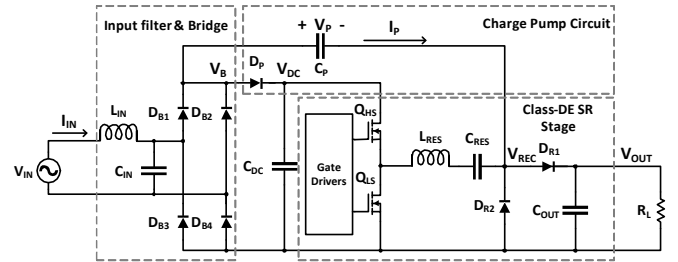 Input filter & Bridge
+ V_P -
I_P
Charge Pump Circuit
C_P
D_P
V_B
V_DC
Class-DE SR
Stage
I_IN
L_IN
D_B1
D_B2
Q_HS
L_RES
C_RES
V_REC
D_R1
V_OUT
V_IN
C_IN
C_DC
Gate
Drivers
Q_LS
D_R2
C_OUT
R_L
D_B3
D_B4